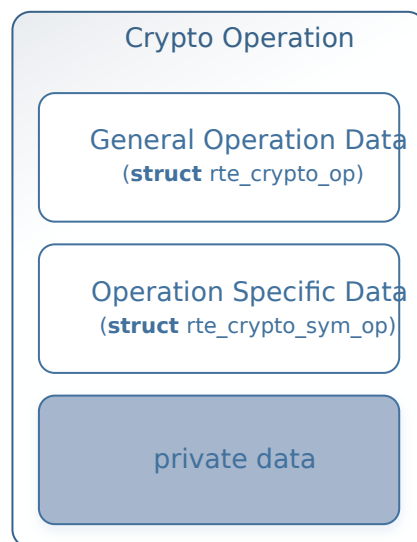 Crypto Operation
General Operation Data
(struct rte_crypto_op)
Operation Specific Data
(struct rte_crypto_sym_op)
private data